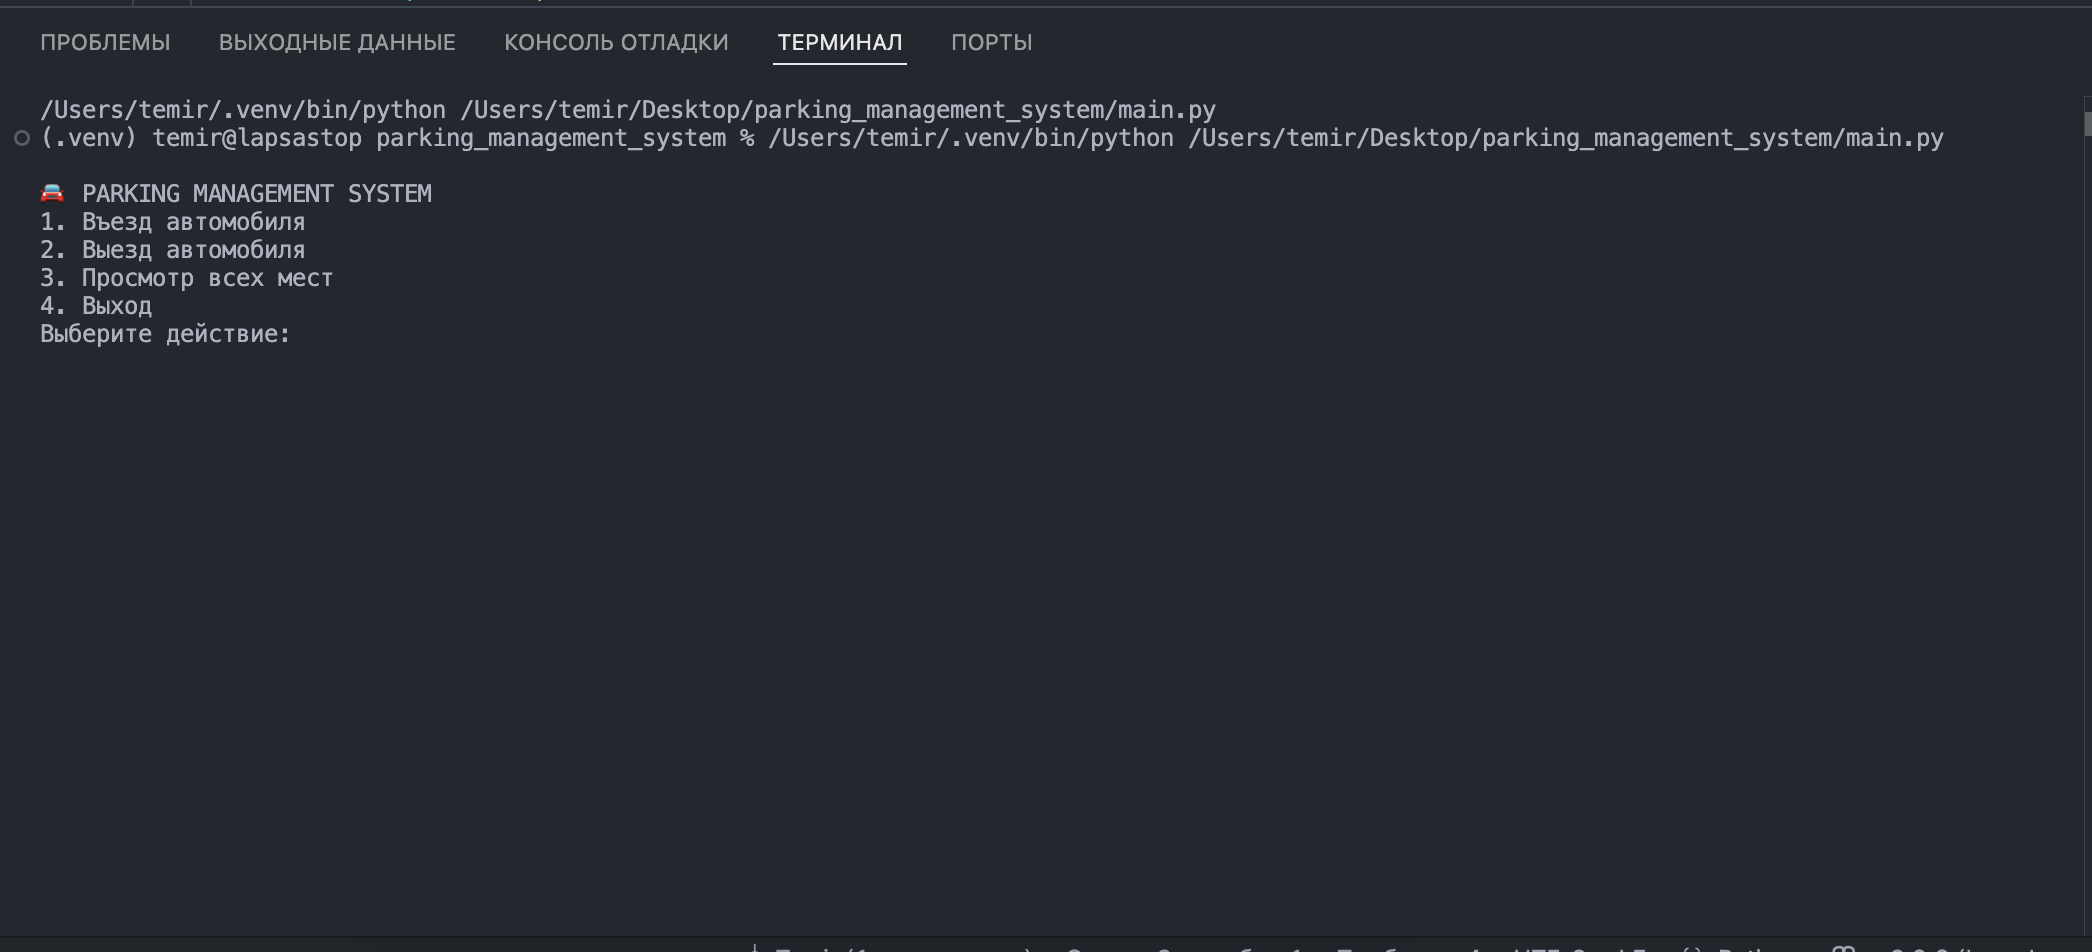 ПРОБЛЕМЫ ВЫХОДНЫЕ ДАННЫЕ КОНСОЛЬ ОТЛАДКИ ТЕРМИНАЛ ПОРТЫ
/Users/temir/.venv/bin/python /Users/temir/Desktop/parking_management_system/main.py
(.venv) temir@lapsastop parking_management_system % /Users/temir/.venv/bin/python /Users/temir/Desktop/parking_management_system/main.py
🚘 PARKING MANAGEMENT SYSTEM
1. Въезд автомобиля
2. Выезд автомобиля
3. Просмотр всех мест
4. Выход
Выберите действие: